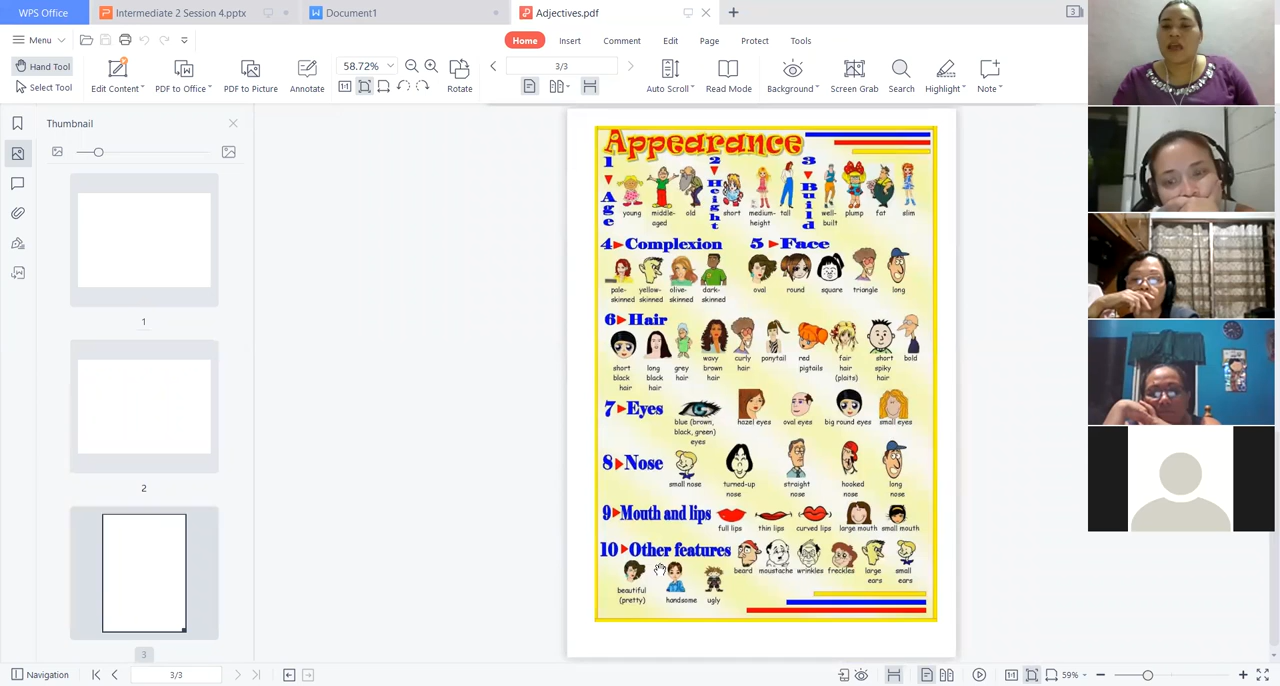 WPS Office
Intermediate 2 Session 4.pptx
Document1
Adjectives.pdf
3
Menu
Home
Insert
Comment
Edit
Page
Protect
Tools
Hand Tool
Select Tool
Edit Content
PDF to Office
PDF to Picture
Annotate
58.72%
1:1
Rotate
3/3
Auto Scroll
Read Mode
Background
Screen Grab
Search
Highlight
Note
Thumbnail
1
2
3
Appearance
1 Age
young
middle-aged
old
2 Height
short
medium-height
tall
3 Build
well-built
plump
fat
slim
4 Complexion
pale-skinned
yellow-skinned
olive-skinned
dark-skinned
5 Face
oval
round
square
triangle
long
6 Hair
short black hair
long black hair
grey hair
wavy brown hair
curly hair
ponytail
red pigtails
fair hair (plaits)
short spiky hair
bold
7 Eyes
blue (brown, black, green) eyes
hazel eyes
oval eyes
big round eyes
small eyes
8 Nose
small nose
turned-up nose
straight nose
hooked nose
long nose
9 Mouth and lips
full lips
thin lips
curved lips
large mouth
small mouth
10 Other features
beard
moustache
wrinkles
freckles
large ears
small ears
beautiful (pretty)
handsome
ugly
Navigation
3/3
1:1
59%